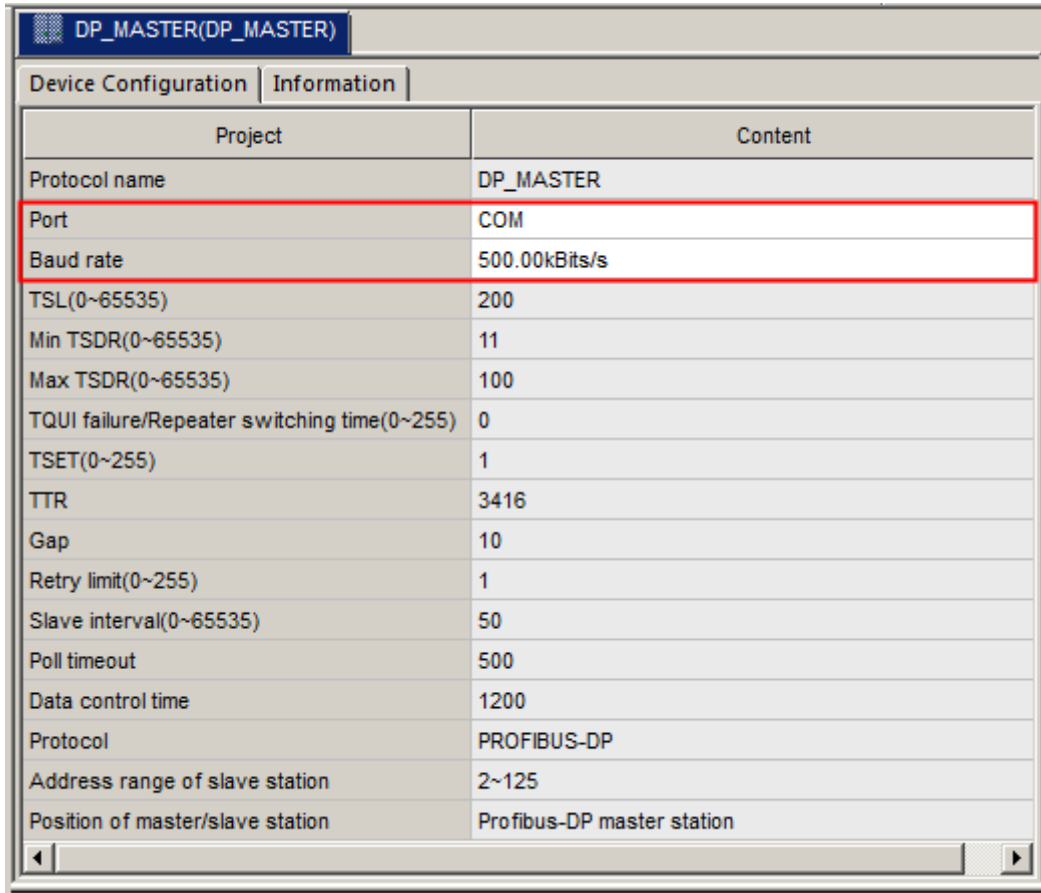 DP_MASTER(DP_MASTER)
Device Configuration Information
Project Content
Protocol name DP_MASTER
Port COM
Baud rate 500.00kBits/s
TSL(0~65535) 200
Min TSDR(0~65535) 11
Max TSDR(0~65535) 100
TQUI failure/Repeater switching time(0~255) 0
TSET(0~255) 1
TTR 3416
Gap 10
Retry limit(0~255) 1
Slave interval(0~65535) 50
Poll timeout 500
Data control time 1200
Protocol PROFIBUS-DP
Address range of slave station 2~125
Position of master/slave station Profibus-DP master station